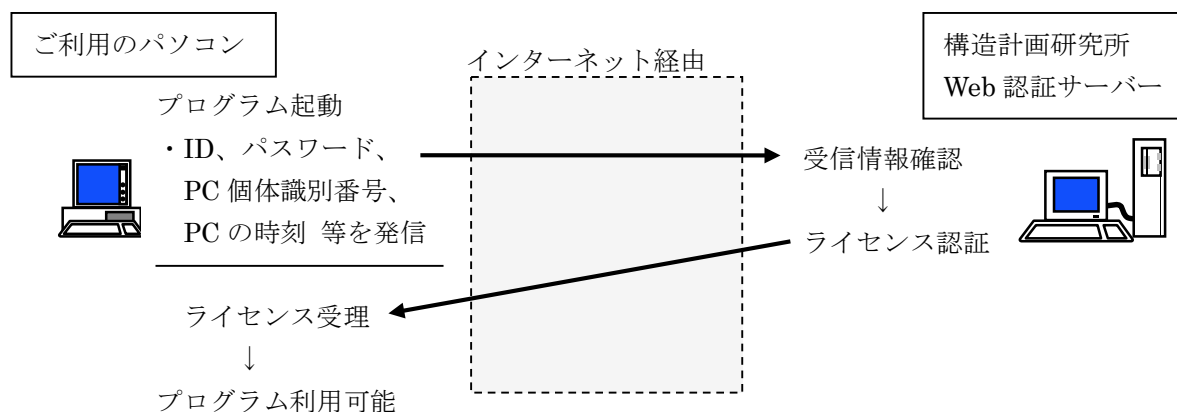 ご利用のパソコン
インターネット経由
構造計画研究所
Web 認証サーバー
プログラム起動
・ID、パスワード、
PC 個体識別番号、
PC の時刻 等を発信
受信情報確認
↓
ライセンス認証
ライセンス受理
↓
プログラム利用可能